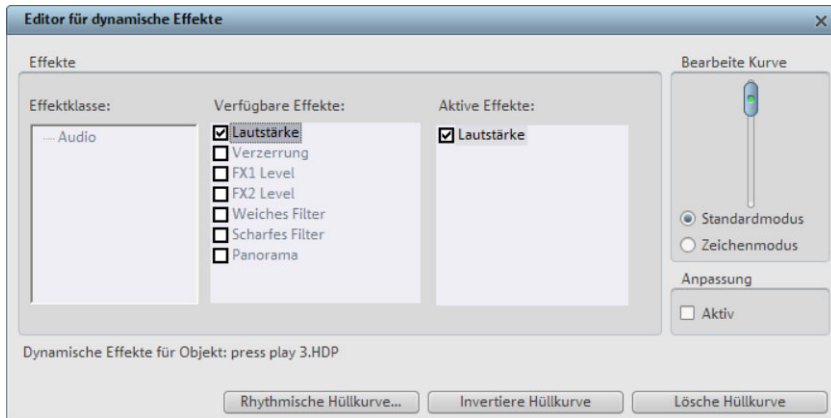 Editor für dynamische Effekte
Effekte
Bearbeite Kurve
Effektklasse:
Verfügbare Effekte:
Aktive Effekte:
Audio
Lautstärke
Verzerrung
FX1 Level
FX2 Level
Weiches Filter
Scharfes Filter
Panorama
Lautstärke
Standardmodus
Zeichenmodus
Anpassung
Aktiv
Dynamische Effekte für Objekt: press play 3.HDP
Rhythmische Hüllkurve...
Invertiere Hüllkurve
Lösche Hüllkurve